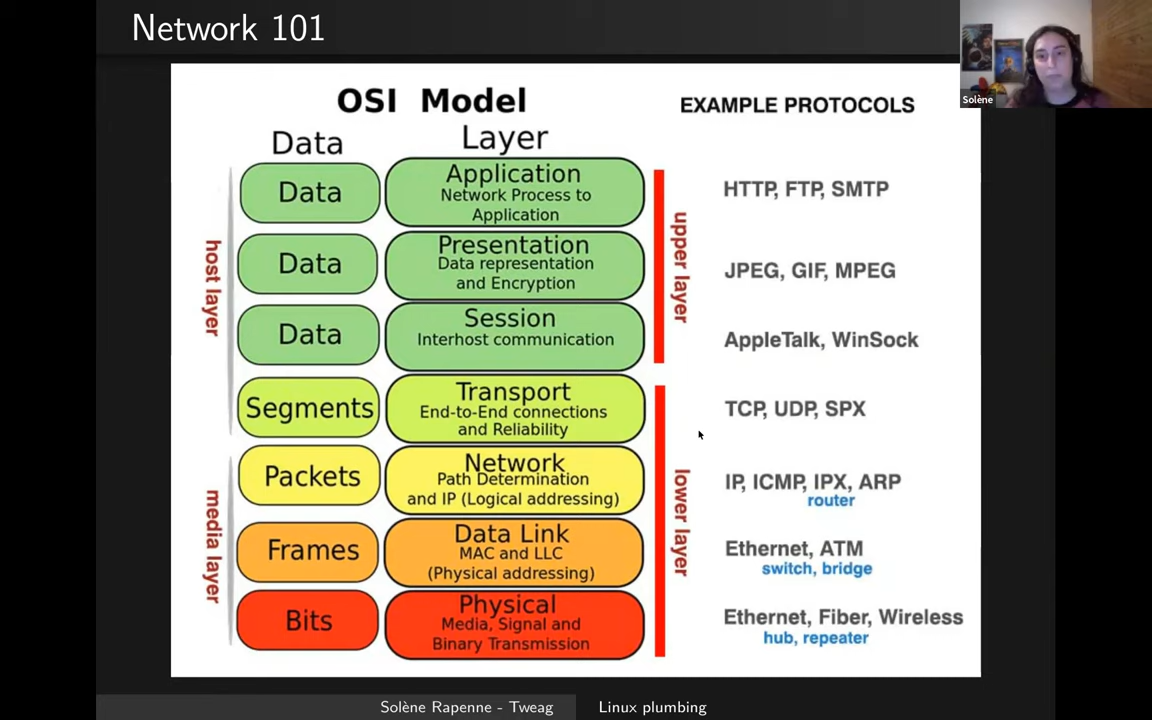 Network 101
Solène
OSI Model
EXAMPLE PROTOCOLS
Data
Layer
host layer
media layer
upper layer
lower layer
Data
Application
Network Process to
Application
HTTP, FTP, SMTP
Data
Presentation
Data representation
and Encryption
JPEG, GIF, MPEG
Data
Session
Interhost communication
AppleTalk, WinSock
Segments
Transport
End-to-End connections
and Reliability
TCP, UDP, SPX
Packets
Network
Path Determination
and IP (Logical addressing)
IP, ICMP, IPX, ARP
router
Frames
Data Link
MAC and LLC
(Physical addressing)
Ethernet, ATM
switch, bridge
Bits
Physical
Media, Signal and
Binary Transmission
Ethernet, Fiber, Wireless
hub, repeater
Solène Rapenne - Tweag
Linux plumbing